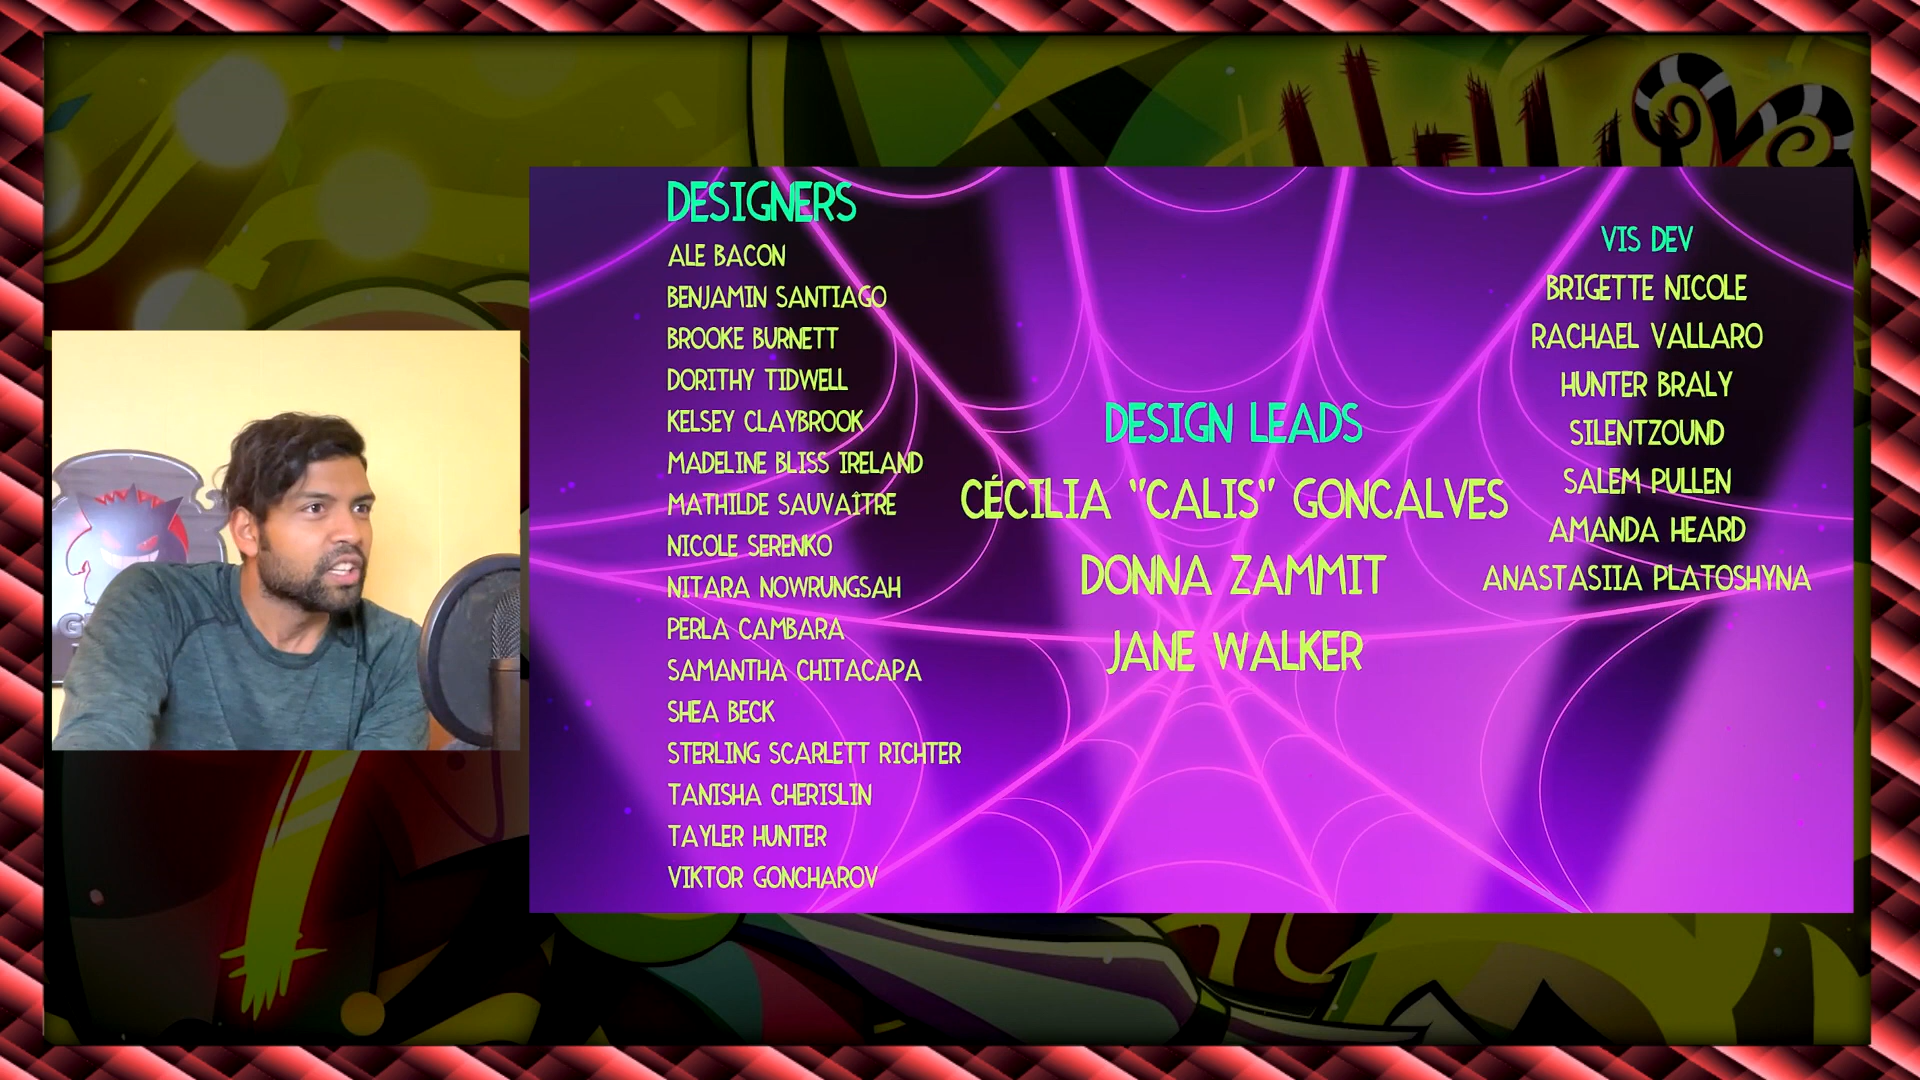 DESIGNERS
ALE BACON
BENJAMIN SANTIAGO
BROOKE BURNETT
DORITHY TIDWELL
KELSEY CLAYBROOK
MADELINE BLISS IRELAND
MATHILDE SAUVAÎTRE
NICOLE SERENKO
NITARA NOWRUNGSAH
PERLA CAMBARA
SAMANTHA CHITACAPA
SHEA BECK
STERLING SCARLETT RICHTER
TANISHA CHERISLIN
TAYLER HUNTER
VIKTOR GONCHAROV
DESIGN LEADS
CÉCILIA "CALIS" GONCALVES
DONNA ZAMMIT
JANE WALKER
VIS DEV
BRIGETTE NICOLE
RACHAEL VALLARO
HUNTER BRALY
SILENTZOUND
SALEM PULLEN
AMANDA HEARD
ANASTASIIA PLATOSHYNA